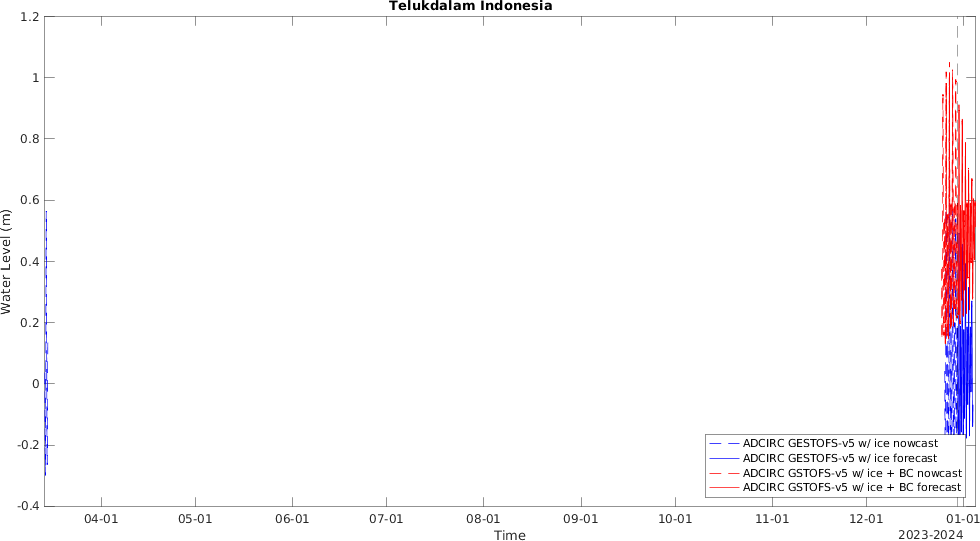 Telukdalam Indonesia
1.2
1
0.8
0.6
0.4
0.2
0
-0.2
-0.4
Water Level (m)
ADCIRC GESTOFS-v5 w/ ice nowcast
ADCIRC GESTOFS-v5 w/ ice forecast
ADCIRC GSTOFS-v5 w/ ice + BC nowcast
ADCIRC GSTOFS-v5 w/ ice + BC forecast
04-01 05-01 06-01 07-01 08-01 09-01 10-01 11-01 12-01 01-01
Time
2023-2024